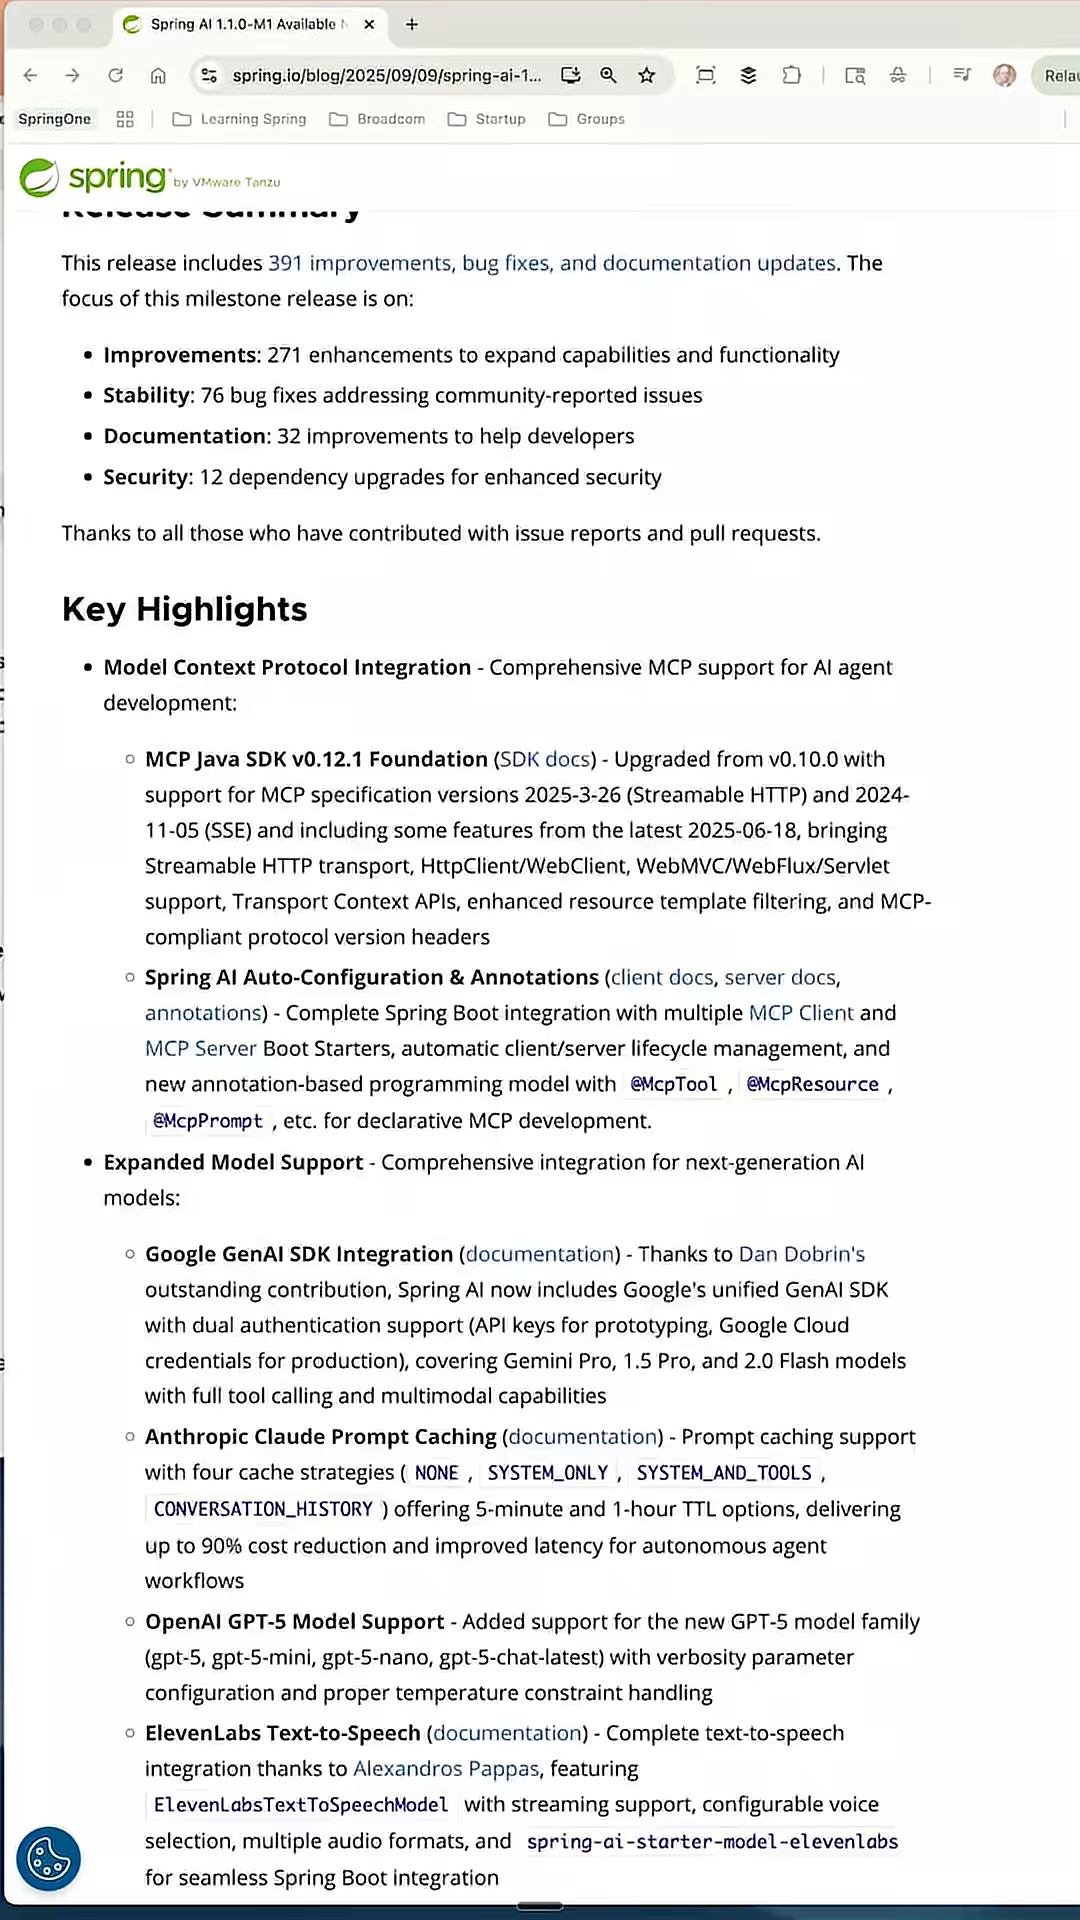 Spring AI 1.1.0-M1 Available
spring.io/blog/2025/09/09/spring-ai-1...
SpringOne
Learning Spring
Broadcom
Startup
Groups
spring by VMware Tanzu
Release Summary
This release includes 391 improvements, bug fixes, and documentation updates. The
focus of this milestone release is on:
• Improvements: 271 enhancements to expand capabilities and functionality
• Stability: 76 bug fixes addressing community-reported issues
• Documentation: 32 improvements to help developers
• Security: 12 dependency upgrades for enhanced security
Thanks to all those who have contributed with issue reports and pull requests.
Key Highlights
• Model Context Protocol Integration - Comprehensive MCP support for AI agent
development:
◦ MCP Java SDK v0.12.1 Foundation (SDK docs) - Upgraded from v0.10.0 with
support for MCP specification versions 2025-3-26 (Streamable HTTP) and 2024-
11-05 (SSE) and including some features from the latest 2025-06-18, bringing
Streamable HTTP transport, HttpClient/WebClient, WebMVC/WebFlux/Servlet
support, Transport Context APIs, enhanced resource template filtering, and MCP-
compliant protocol version headers
◦ Spring AI Auto-Configuration & Annotations (client docs, server docs,
annotations) - Complete Spring Boot integration with multiple MCP Client and
MCP Server Boot Starters, automatic client/server lifecycle management, and
new annotation-based programming model with @McpTool , @McpResource ,
@McpPrompt , etc. for declarative MCP development.
• Expanded Model Support - Comprehensive integration for next-generation AI
models:
◦ Google GenAI SDK Integration (documentation) - Thanks to Dan Dobrin's
outstanding contribution, Spring AI now includes Google's unified GenAI SDK
with dual authentication support (API keys for prototyping, Google Cloud
credentials for production), covering Gemini Pro, 1.5 Pro, and 2.0 Flash models
with full tool calling and multimodal capabilities
◦ Anthropic Claude Prompt Caching (documentation) - Prompt caching support
with four cache strategies ( NONE , SYSTEM_ONLY , SYSTEM_AND_TOOLS ,
CONVERSATION_HISTORY ) offering 5-minute and 1-hour TTL options, delivering
up to 90% cost reduction and improved latency for autonomous agent
workflows
◦ OpenAI GPT-5 Model Support - Added support for the new GPT-5 model family
(gpt-5, gpt-5-mini, gpt-5-nano, gpt-5-chat-latest) with verbosity parameter
configuration and proper temperature constraint handling
◦ ElevenLabs Text-to-Speech (documentation) - Complete text-to-speech
integration thanks to Alexandros Pappas, featuring
ElevenLabsTextToSpeechModel with streaming support, configurable voice
selection, multiple audio formats, and spring-ai-starter-model-elevenlabs
for seamless Spring Boot integration